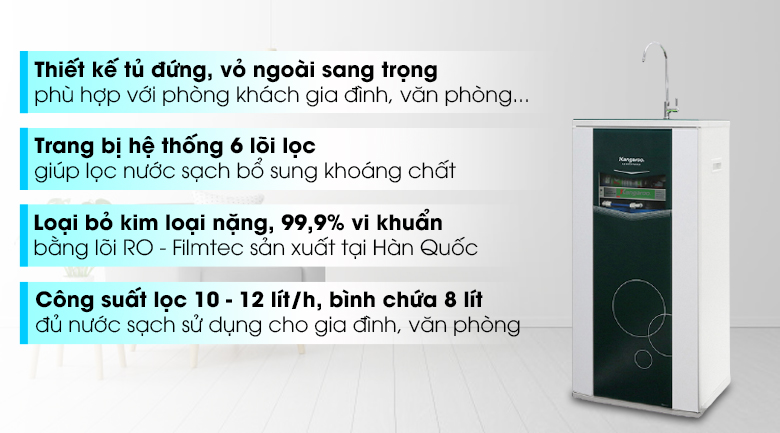 Thiết kế tủ đứng, vỏ ngoài sang trọng
phù hợp với phòng khách gia đình, văn phòng...
Trang bị hệ thống 6 lõi lọc
giúp lọc nước sạch bổ sung khoáng chất
Loại bỏ kim loại nặng, 99,9% vi khuẩn
bằng lõi RO - Filmtec sản xuất tại Hàn Quốc
Công suất lọc 10 - 12 lít/h, bình chứa 8 lít
đủ nước sạch sử dụng cho gia đình, văn phòng
Kangaroo